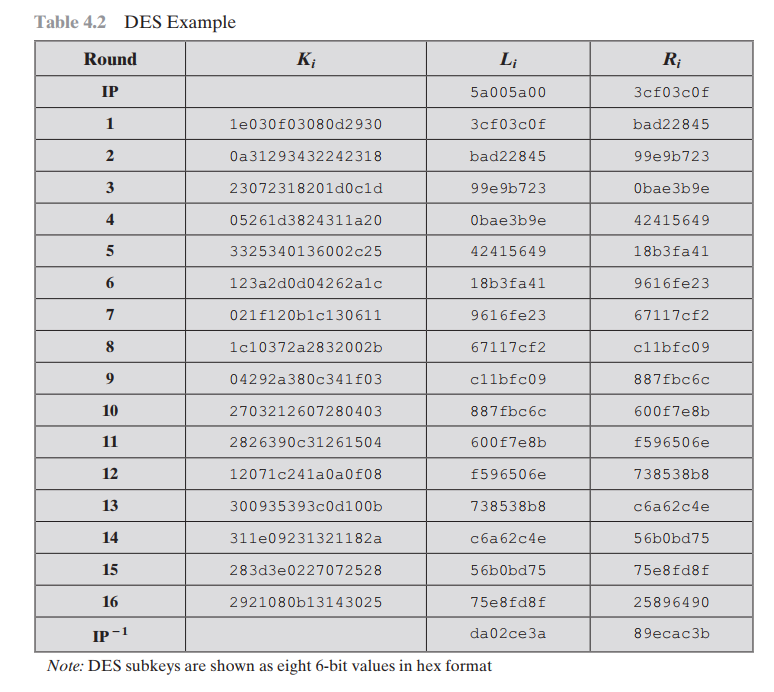 Table 4.2 DES Example
Round Ki Li Ri
IP 5a005a00 3cf03c0f
1 1e030f03080d2930 3cf03c0f bad22845
2 0a31293432242318 bad22845 99e9b723
3 23072318201d0c1d 99e9b723 0bae3b9e
4 05261d3824311a20 0bae3b9e 42415649
5 3325340136002c25 42415649 18b3fa41
6 123a2d0d04262a1c 18b3fa41 9616fe23
7 021f120b1c130611 9616fe23 67117cf2
8 1c10372a2832002b 67117cf2 c11bfc09
9 04292a380c341f03 c11bfc09 887fbc6c
10 2703212607280403 887fbc6c 600f7e8b
11 2826390c31261504 600f7e8b f596506e
12 12071c241a0a0f08 f596506e 738538b8
13 300935393c0d100b 738538b8 c6a62c4e
14 311e09231321182a c6a62c4e 56b0bd75
15 283d3e0227072528 56b0bd75 75e8fd8f
16 2921080b13143025 75e8fd8f 25896490
IP−1 da02ce3a 89ecac3b
Note: DES subkeys are shown as eight 6-bit values in hex format